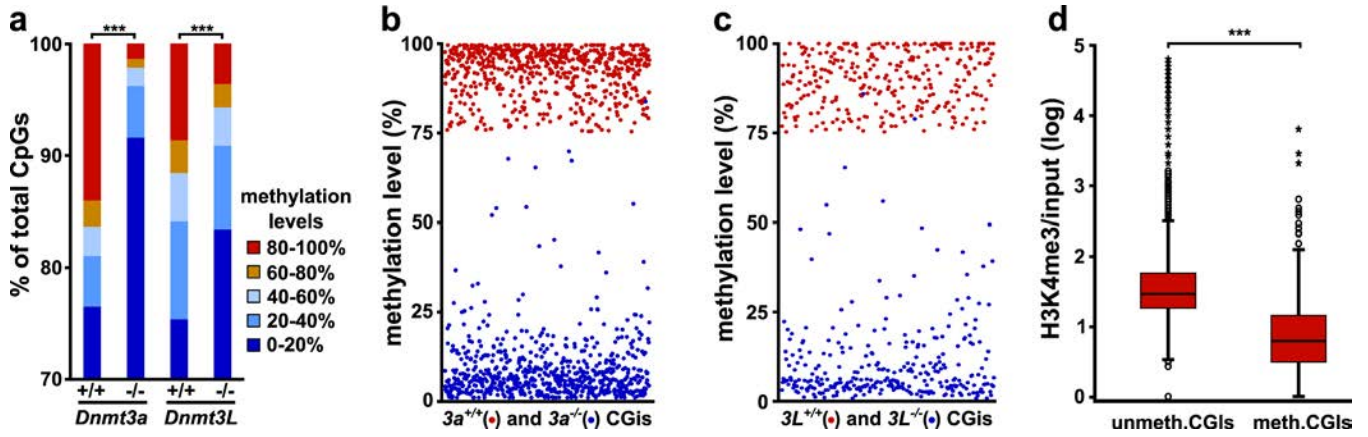 a
% of total CpGs
100
90
80
70
***
***
+/+ -/- +/+ -/-
Dnmt3a Dnmt3L
methylation
levels
80-100%
60-80%
40-60%
20-40%
0-20%
b
methylation level (%)
100
75
50
25
0
3a+/+(•) and 3a-/-(•) CGis
c
methylation level (%)
100
75
50
25
0
3L+/+(•) and 3L-/-(•) CGis
d
H3K4me3/input (log)
5
4
3
2
1
0
***
unmeth.CGIs meth.CGIs